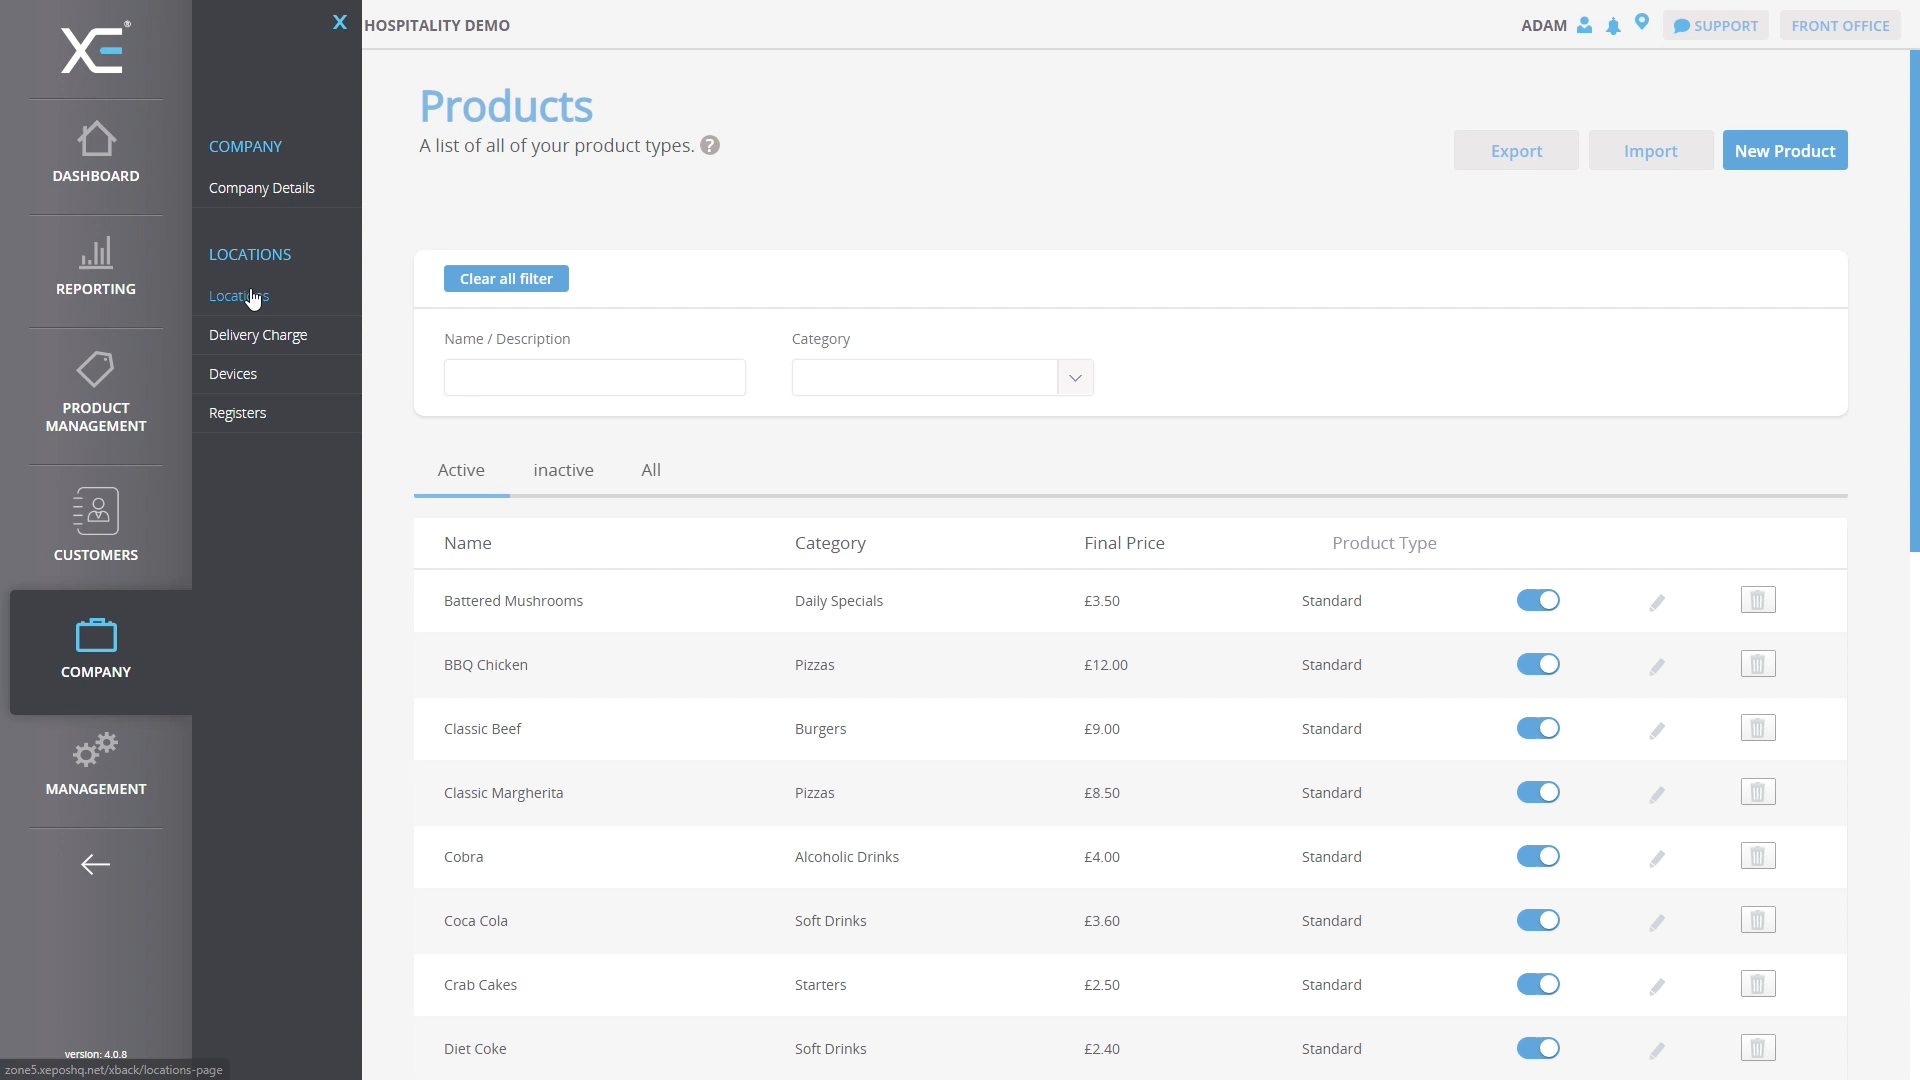 XE®
DASHBOARD
REPORTING
PRODUCT
MANAGEMENT
CUSTOMERS
COMPANY
MANAGEMENT
version: 4.0.8
zone5.xeposhq.net/xback/locations-page
X
COMPANY
Company Details
LOCATIONS
Locations
Delivery Charge
Devices
Registers
HOSPITALITY DEMO
ADAM
SUPPORT
FRONT OFFICE
Products
A list of all of your product types. ?
Export
Import
New Product
Clear all filter
Name / Description
Category
Active inactive All
Name Category Final Price Product Type
Battered Mushrooms Daily Specials £3.50 Standard
BBQ Chicken Pizzas £12.00 Standard
Classic Beef Burgers £9.00 Standard
Classic Margherita Pizzas £8.50 Standard
Cobra Alcoholic Drinks £4.00 Standard
Coca Cola Soft Drinks £3.60 Standard
Crab Cakes Starters £2.50 Standard
Diet Coke Soft Drinks £2.40 Standard